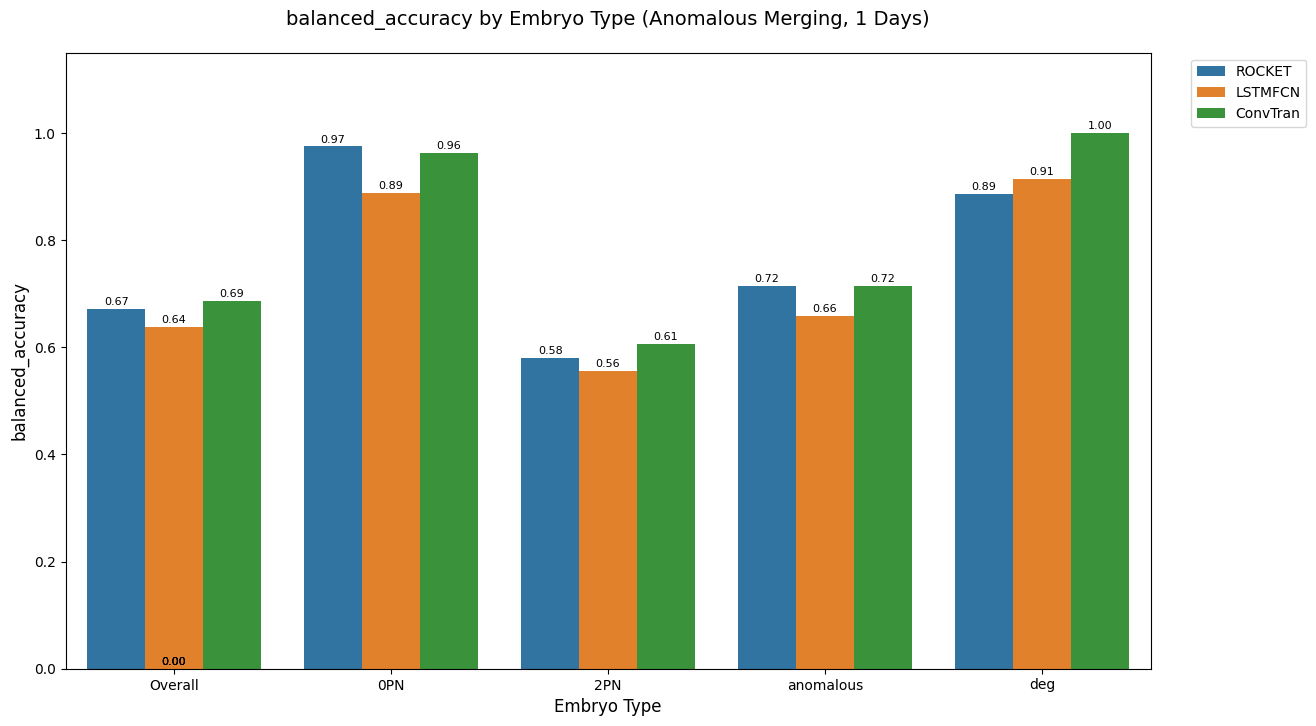 balanced_accuracy by Embryo Type (Anomalous Merging, 1 Days)
ROCKET
LSTMFCN
ConvTran
balanced_accuracy
1.0
0.8
0.6
0.4
0.2
0.0
0.67
0.64
0.69
0.00
0.97
0.89
0.96
0.58
0.56
0.61
0.72
0.66
0.72
0.89
0.91
1.00
Overall
0PN
2PN
anomalous
deg
Embryo Type